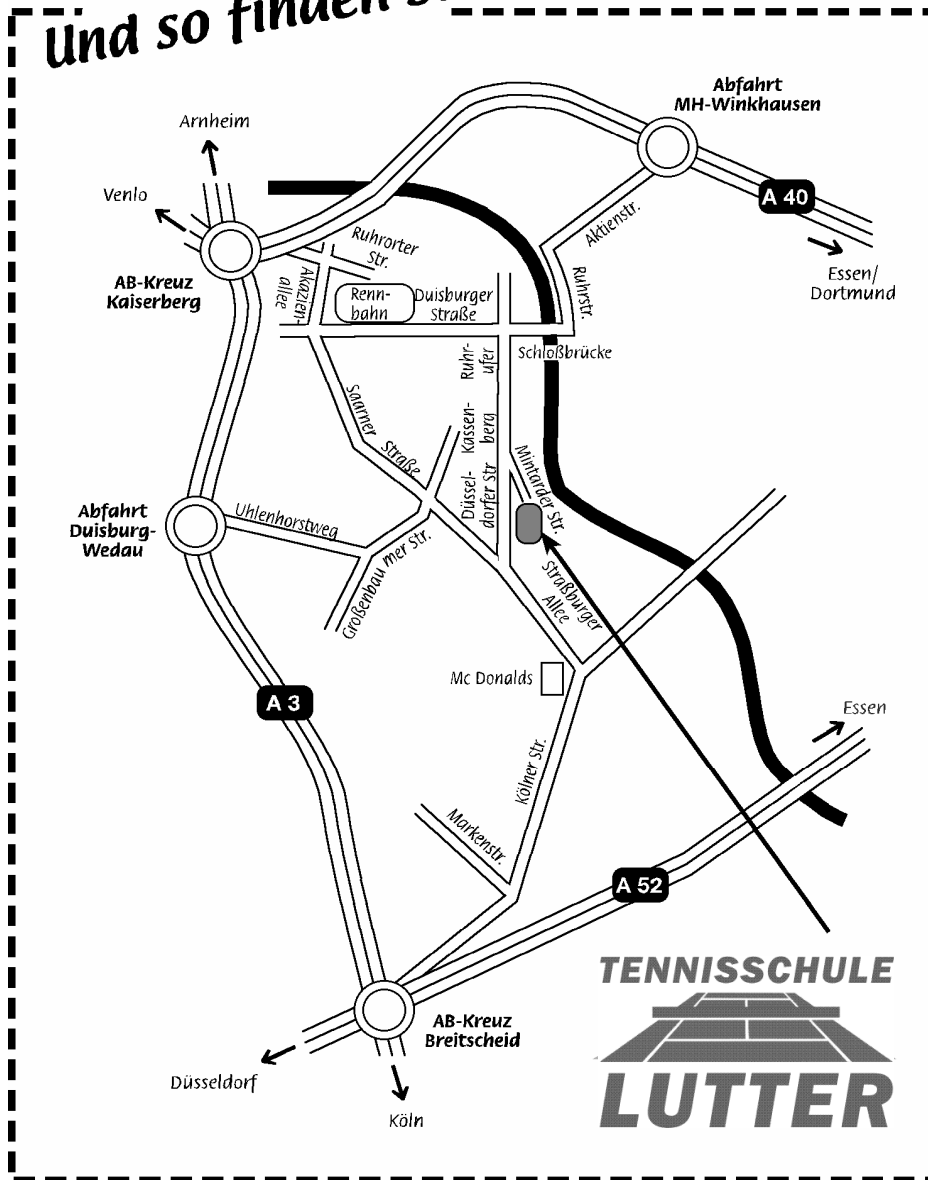 Und so finden
Abfahrt
MH-Winkhausen
Arnheim
Venlo
A 40
Aktienstr.
Ruhrorter
Str.
Essen/
Dortmund
AB-Kreuz
Kaiserberg
Akazien-
allee
Renn-
bahn
Duisburger
Straße
Ruhrstr.
Schloßbrücke
Ruhr-
ufer
Saarner
Straße
Kassen-
berg
Mintarder Str.
Düssel-
dorfer Str
Abfahrt
Duisburg-
Wedau
Uhlenhorstweg
Großenbau mer Str.
Straßburger
Allee
Mc Donalds
A 3
Essen
Kölner Str.
Markenstr.
A 52
AB-Kreuz
Breitscheid
Düsseldorf
Köln
TENNISSCHULE
LUTTER